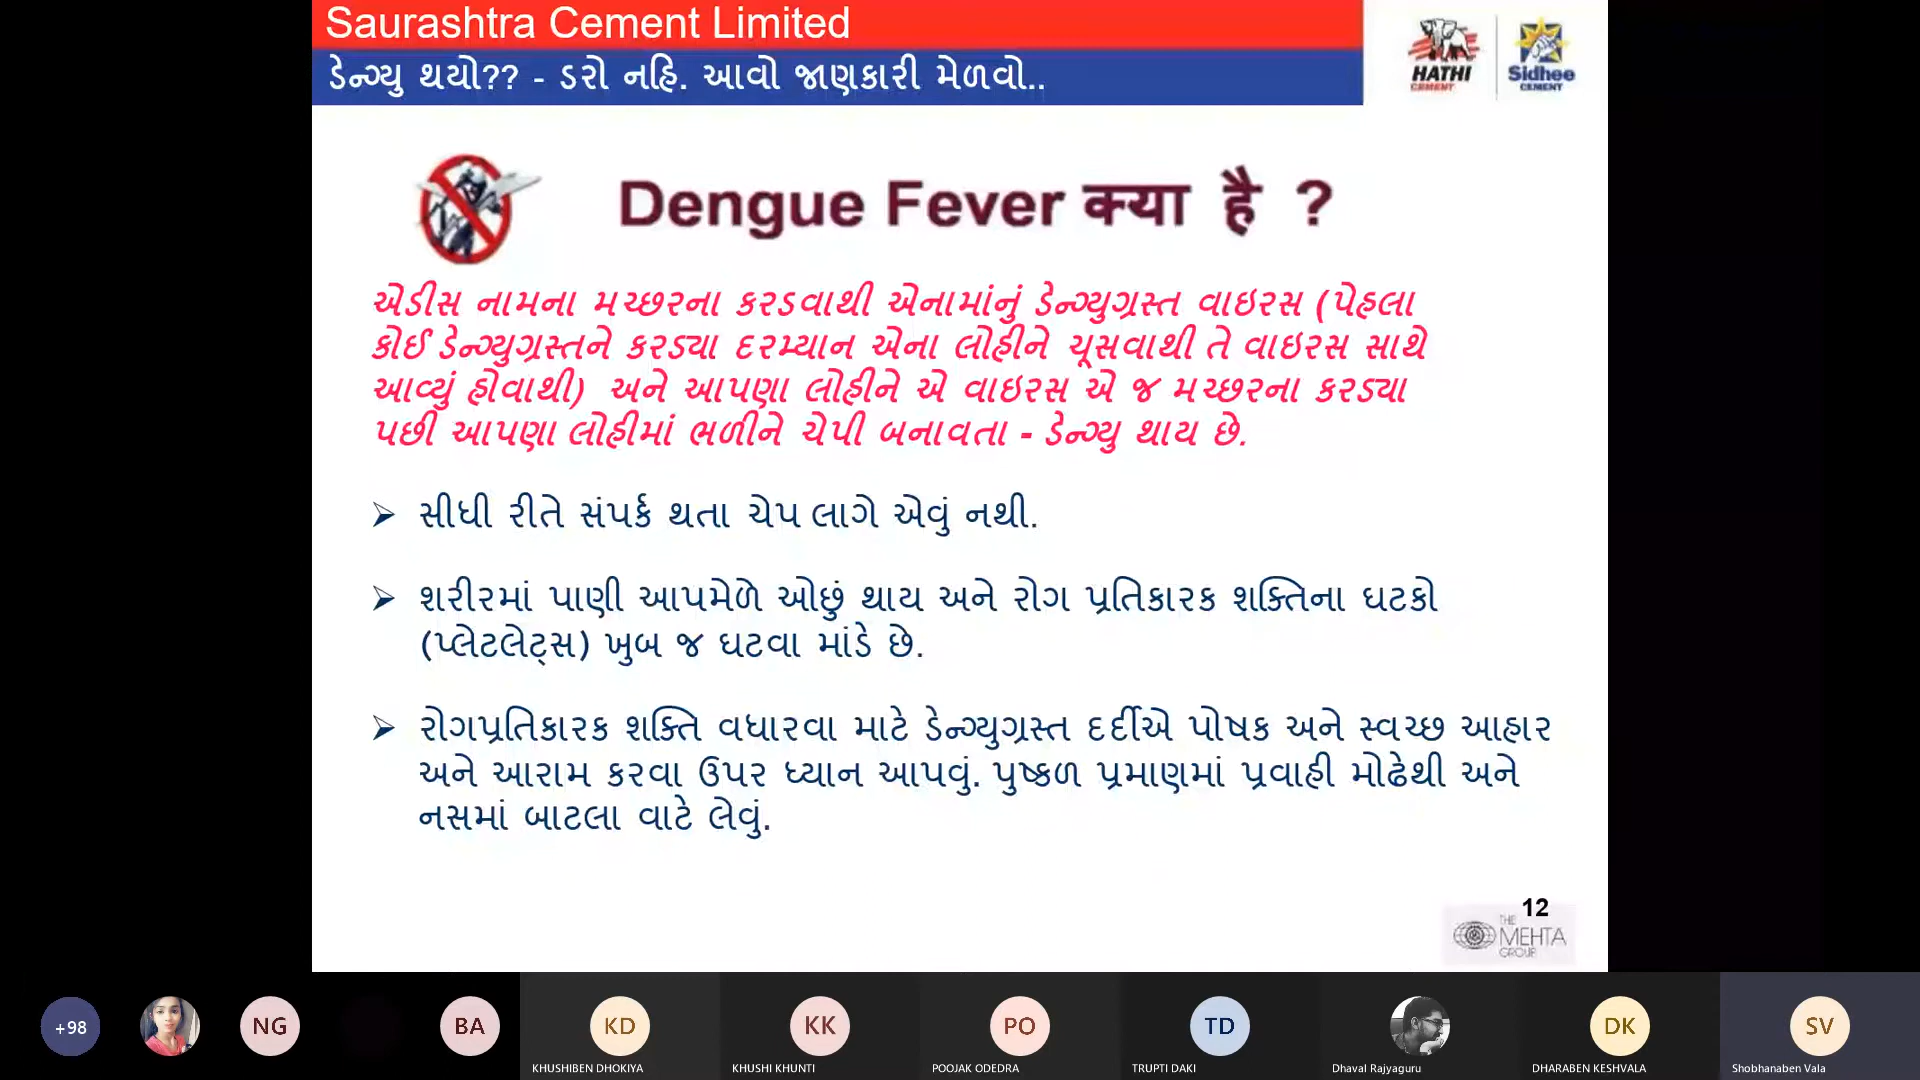 Saurashtra Cement Limited
ડેન્ગ્યુ થયો?? - ડરો નહિ. આવો જાણકારી મેળવો..
HATHI
CEMENT
Sidhee
CEMENT
Dengue Fever क्या है ?
એડીસ નામના મચ્છરના કરડવાથી એનામાંનું ડેન્ગ્યુગ્રસ્ત વાઇરસ (પેહલા
કોઈ ડેન્ગ્યુગ્રસ્તને કરડ્યા દરમ્યાન એના લોહીને ચૂસવાથી તે વાઇરસ સાથે
આવ્યું હોવાથી) અને આપણા લોહીને એ વાઇરસ એ જ મચ્છરના કરડ્યા
પછી આપણા લોહીમાં ભળીને ચેપી બનાવતા - ડેન્ગ્યુ થાય છે.
➢ સીધી રીતે સંપર્ક થતા ચેપ લાગે એવું નથી.
➢ શરીરમાં પાણી આપમેળે ઓછું થાય અને રોગ પ્રતિકારક શક્તિના ઘટકો
(પ્લેટલેટ્સ) ખુબ જ ઘટવા માંડે છે.
➢ રોગપ્રતિકારક શક્તિ વધારવા માટે ડેન્ગ્યુગ્રસ્ત દર્દીએ પોષક અને સ્વચ્છ આહાર
અને આરામ કરવા ઉપર ધ્યાન આપવું. પુષ્કળ પ્રમાણમાં પ્રવાહી મોઢેથી અને
નસમાં બાટલા વાટે લેવું.
12
THE
MEHTA
GROUP
+98
NG
BA
KD
KK
PO
TD
DK
SV
KHUSHIBEN DHOKIYA
KHUSHI KHUNTI
POOJAK ODEDRA
TRUPTI DAKI
Dhaval Rajyaguru
DHARABEN KESHVALA
Shobhanaben Vala